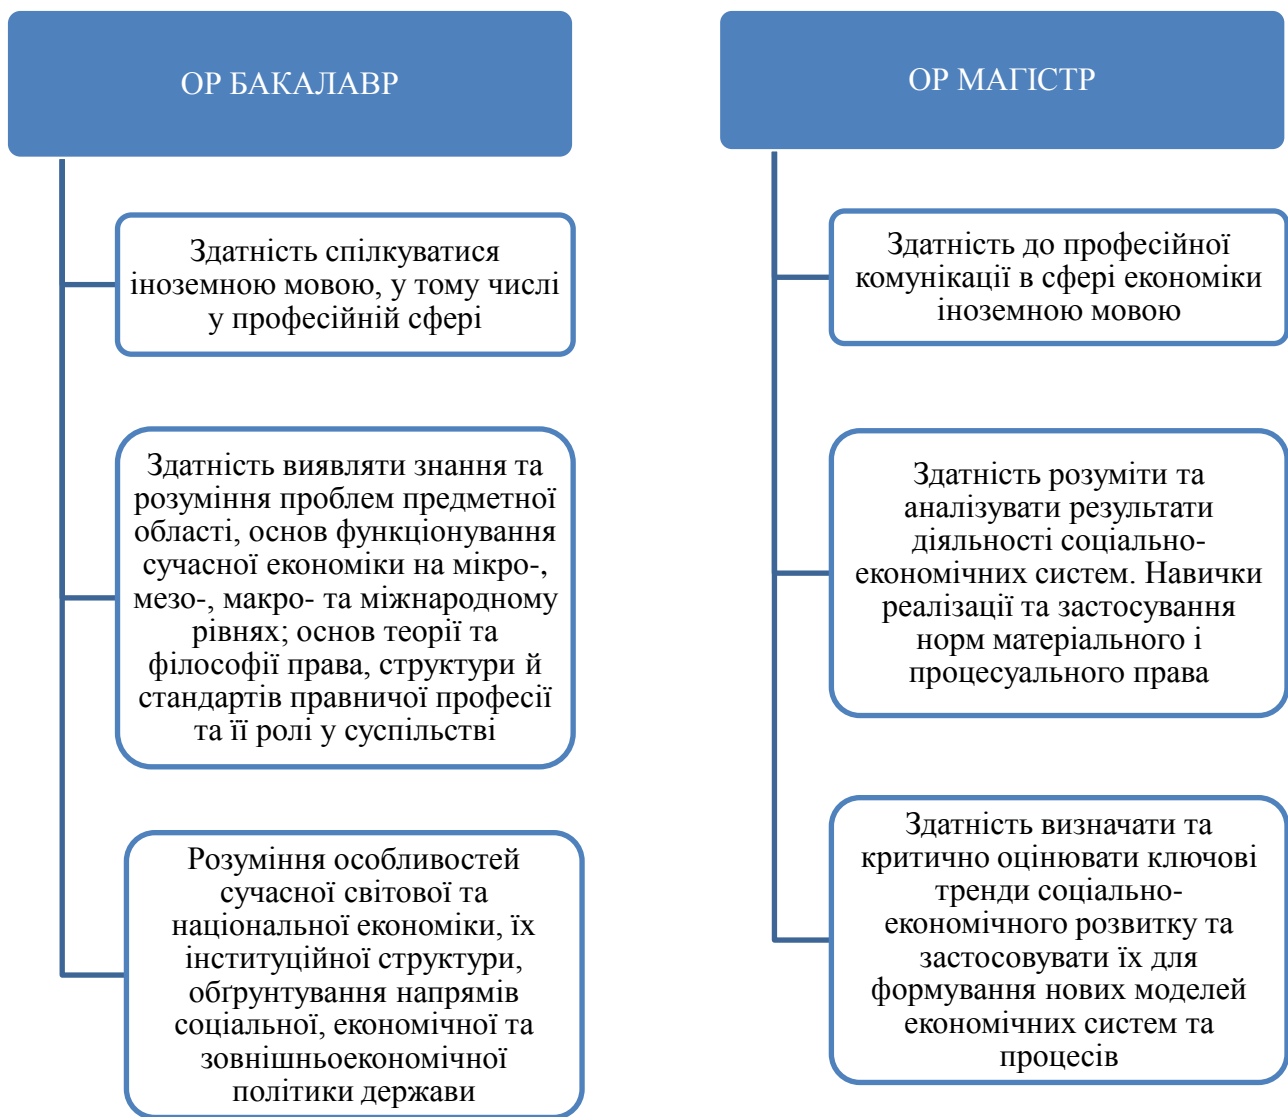 ОР БАКАЛАВР
Здатність спілкуватися
іноземною мовою, у тому числі
у професійній сфері
Здатність виявляти знання та
розуміння проблем предметної
області, основ функціонування
сучасної економіки на мікро-,
мезо-, макро- та міжнародному
рівнях; основ теорії та
філософії права, структури й
стандартів правничої професії
та її ролі у суспільстві
Розуміння особливостей
сучасної світової та
національної економіки, їх
інституційної структури,
обґрунтування напрямів
соціальної, економічної та
зовнішньоекономічної
політики держави
ОР МАГІСТР
Здатність до професійної
комунікації в сфері економіки
іноземною мовою
Здатність розуміти та
аналізувати результати
діяльності соціально-
економічних систем. Навички
реалізації та застосування
норм матеріального і
процесуального права
Здатність визначати та
критично оцінювати ключові
тренди соціально-
економічного розвитку та
застосовувати їх для
формування нових моделей
економічних систем та
процесів